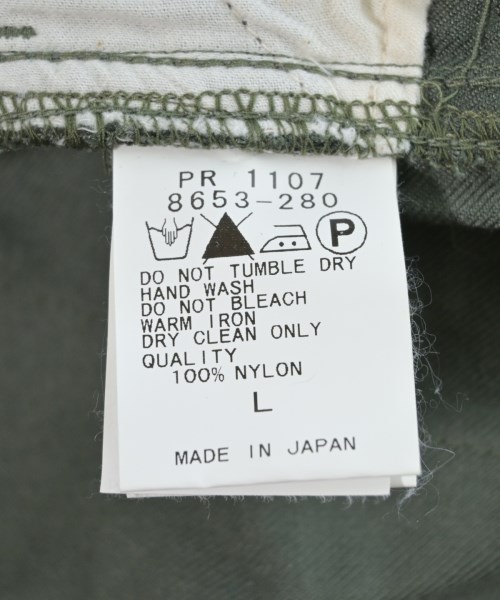 PR 1107
8653-280
P
DO NOT TUMBLE DRY
HAND WASH
DO NOT BLEACH
WARM IRON
DRY CLEAN ONLY
QUALITY
100% NYLON
L
MADE IN JAPAN